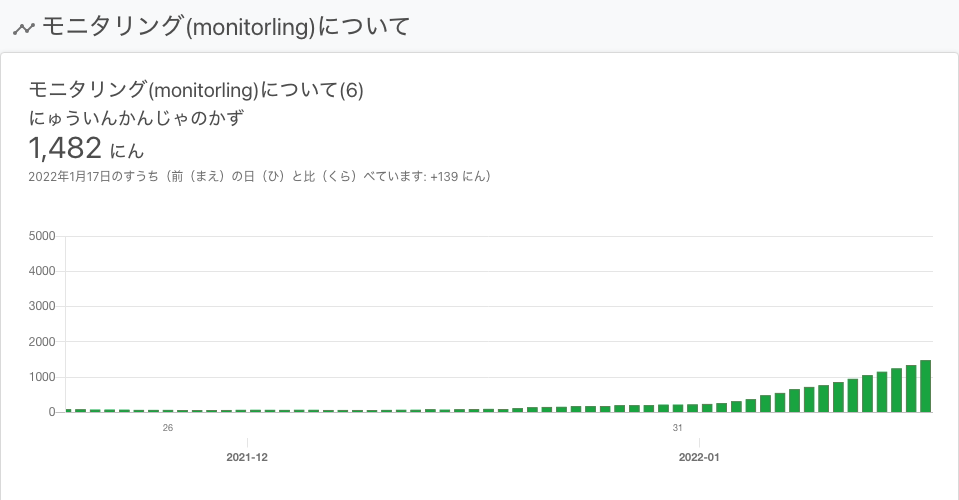 モニタリング(monitorling)について
モニタリング(monitorling)について(6)
にゅういんかんじゃのかず
1,482 にん
2022年1月17日のすうち（前（まえ）の日（ひ）と比（くら）べています: +139 にん）
5000
4000
3000
2000
1000
0
26
31
2021-12
2022-01